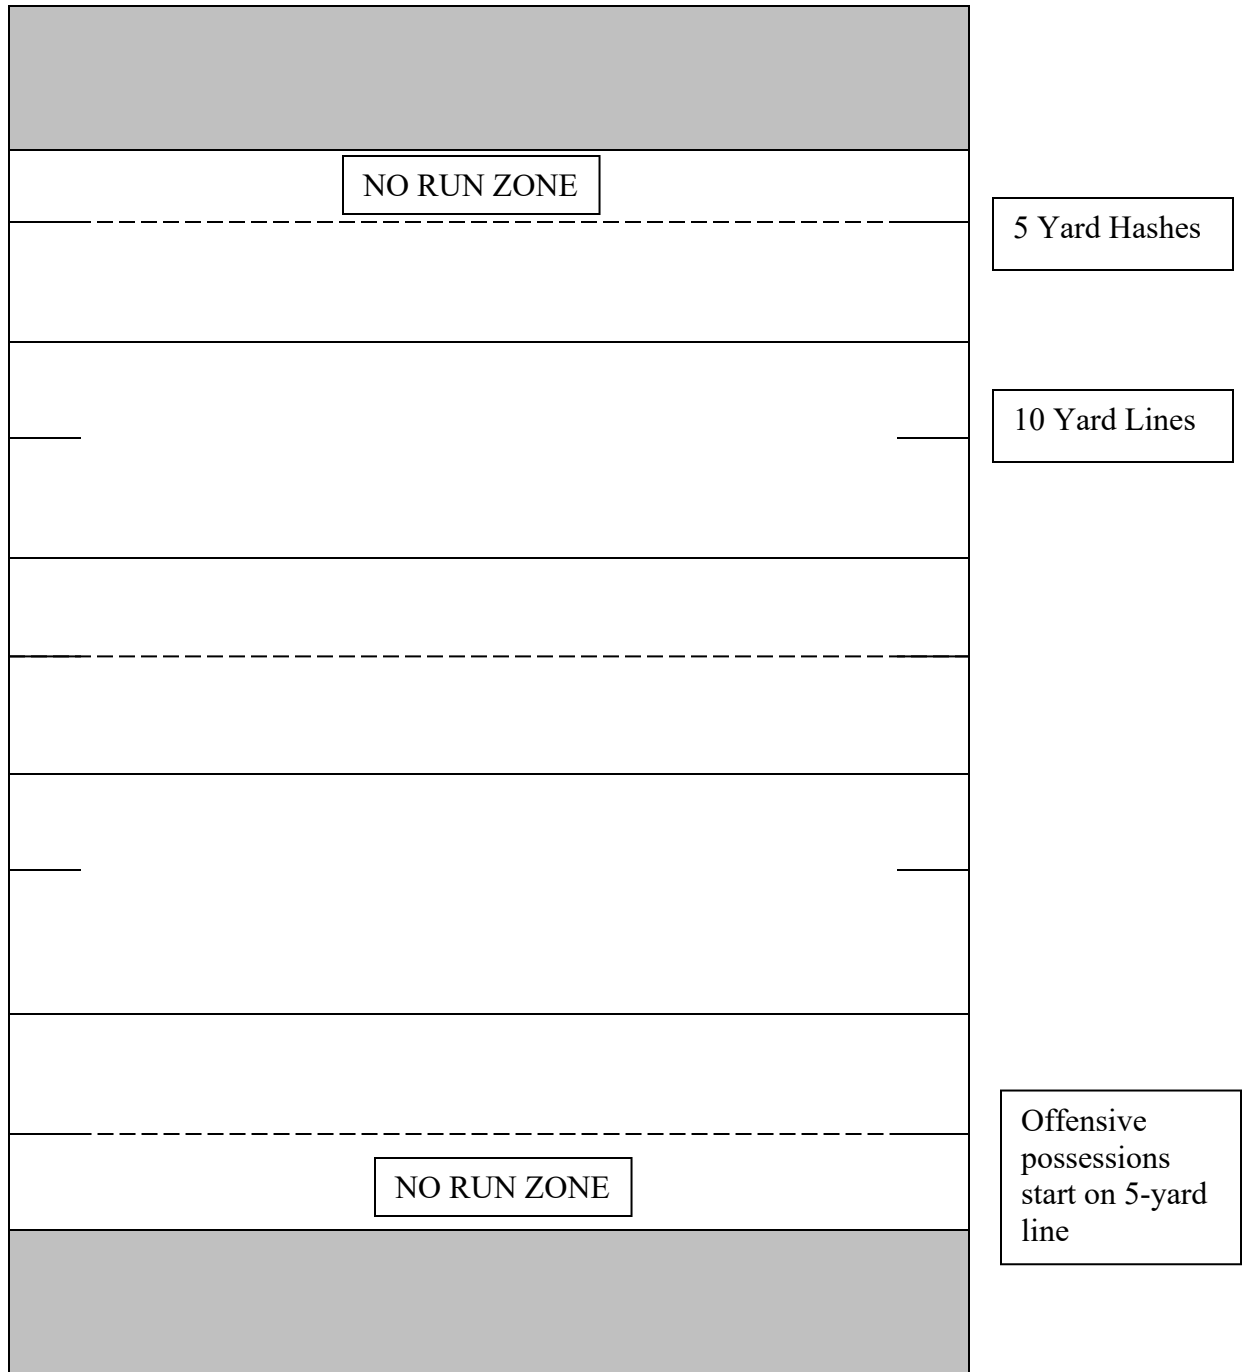 NO RUN ZONE
5 Yard Hashes
10 Yard Lines
Offensive
possessions
start on 5-yard
line
NO RUN ZONE